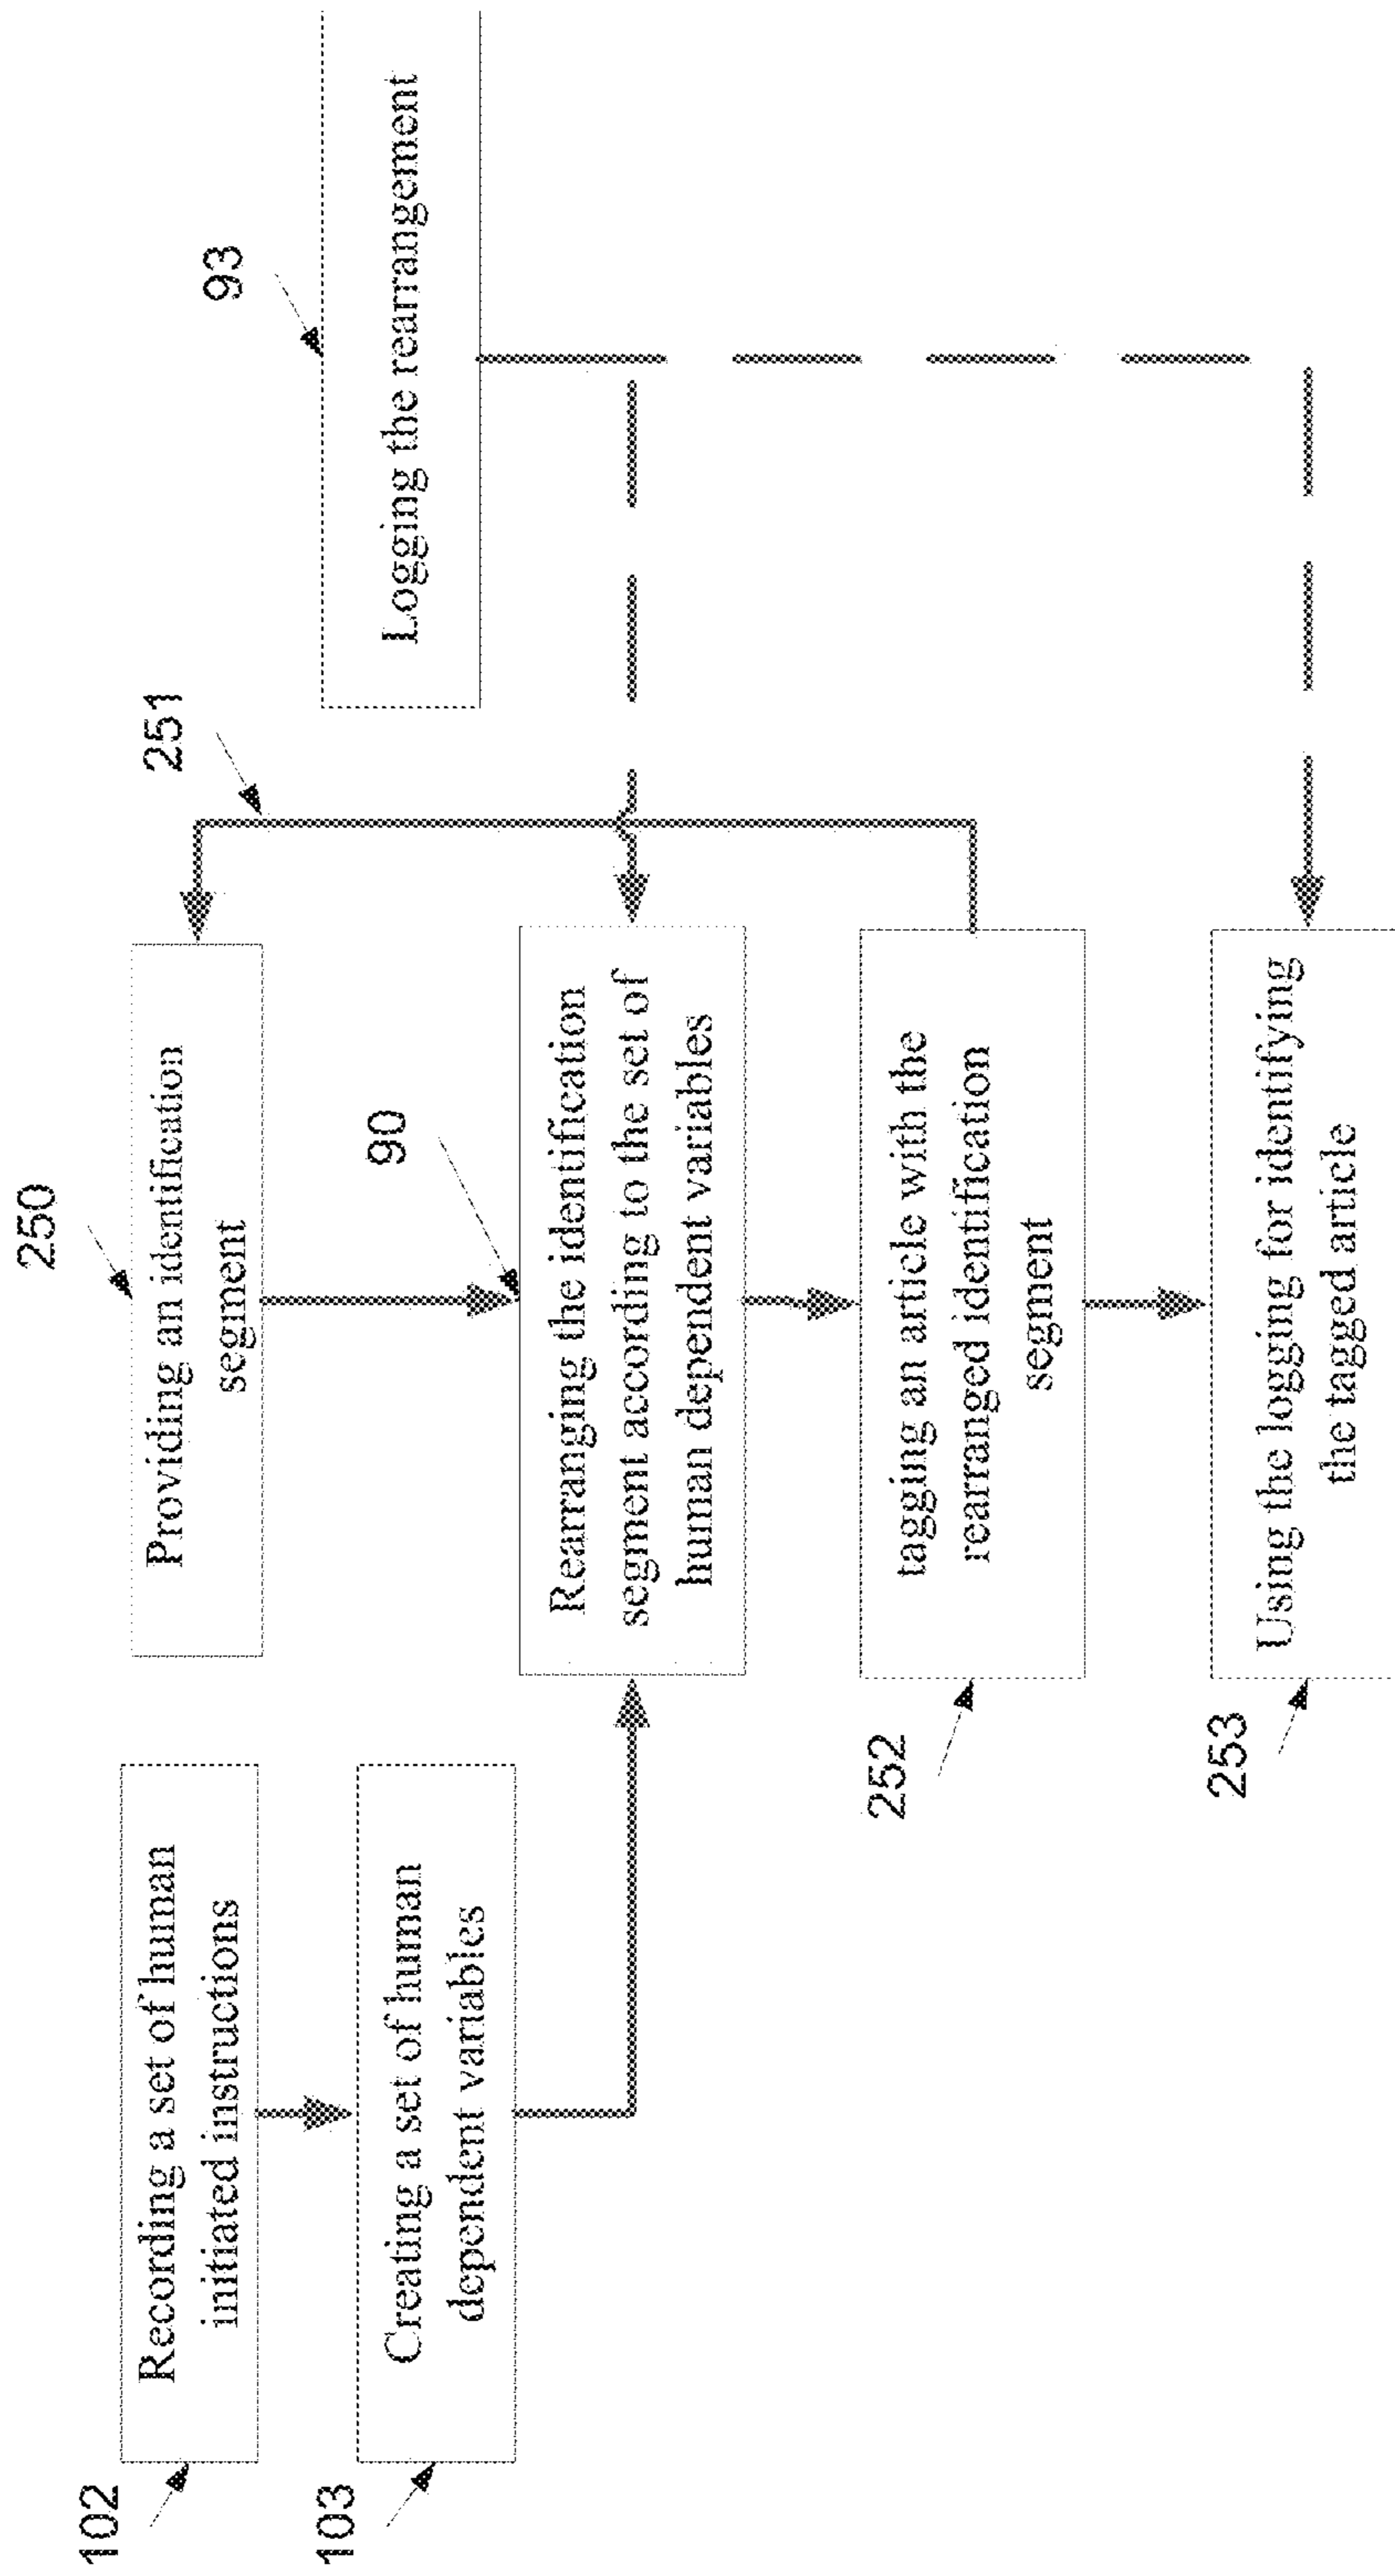 102
Recording a set of human
initiated instructions
103
Creating a set of human
dependent variables
250
Providing an identification
segment
251
90
Rearranging the identification
segment according to the set of
human dependent variables
252
tagging an article with the
rearranged identification
segment
253
Using the logging for identifying
the tagged article
93
Logging the rearrangement